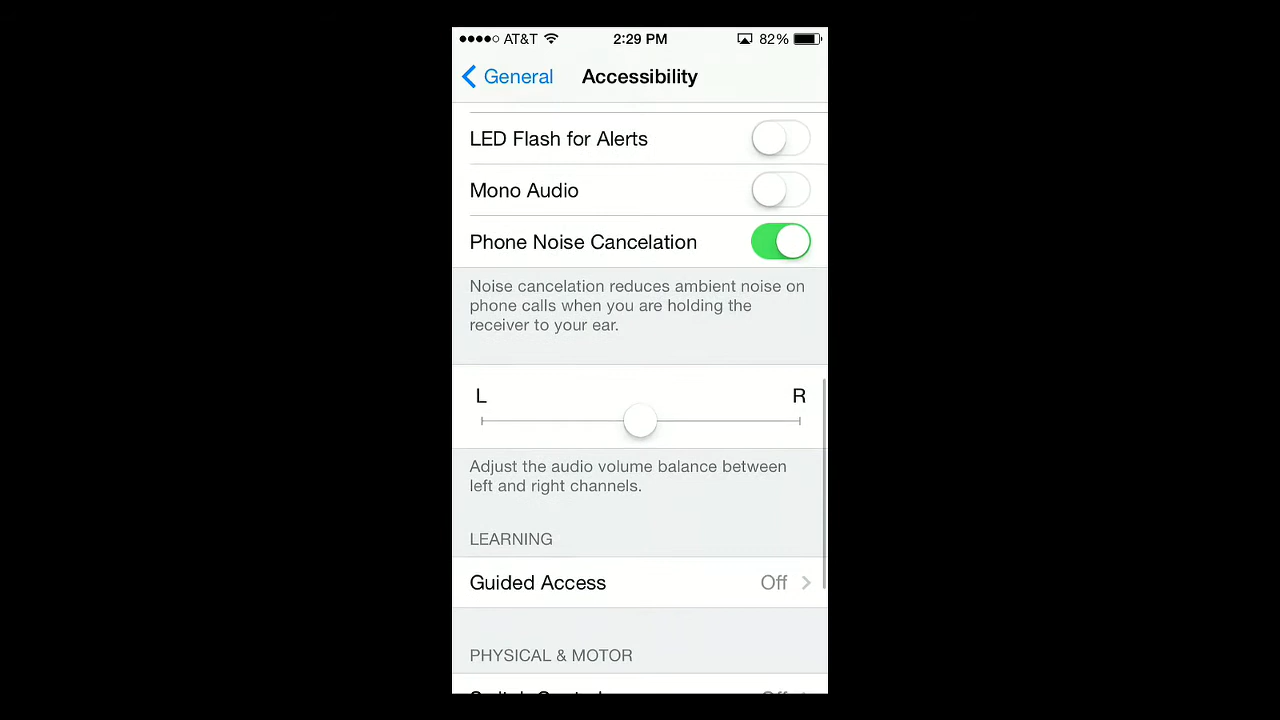 AT&T 2:29 PM 82%
General Accessibility
LED Flash for Alerts
Mono Audio
Phone Noise Cancelation
Noise cancelation reduces ambient noise on
phone calls when you are holding the
receiver to your ear.
L R
Adjust the audio volume balance between
left and right channels.
LEARNING
Guided Access Off
PHYSICAL & MOTOR